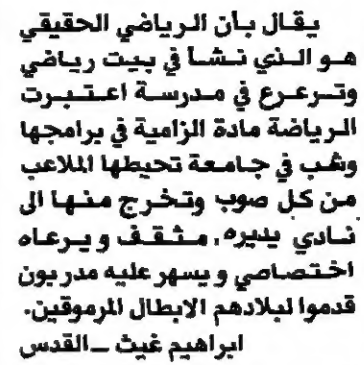 يقال بأن الرياضي الحقيقي
هو الذي نشأ في بيت رياضي
وترعرع في مدرسة اعتبرت
الرياضة مادة الزامية في برامجها
وشب في جامعة تحيطها الملاعب
من كل صوب وتخرج منها الى
نادي يديره، مثقف ويرعاه
اختصاصي ويسهر عليه مدربون
قدموا لبلادهم الابطال المرموقين.
ابراهيم غيث - القدس